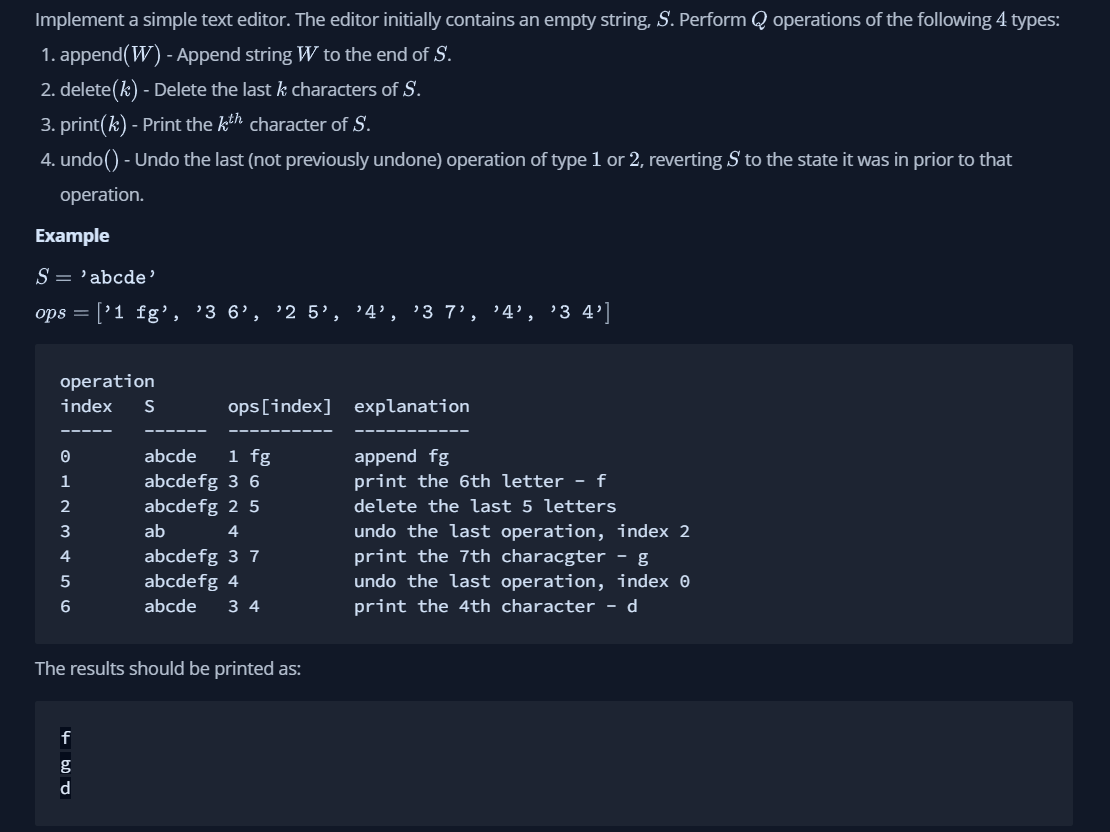 Implement a simple text editor. The editor initially contains an empty string, S. Perform Q operations of the following 4 types:
1. append(W) - Append string W to the end of S.
2. delete(k) - Delete the last k characters of S.
3. print(k) - Print the kth character of S.
4. undo() - Undo the last (not previously undone) operation of type 1 or 2, reverting S to the state it was in prior to that
operation.
Example
S = 'abcde'
ops = ['1 fg', '3 6', '2 5', '4', '3 7', '4', '3 4']
operation
index   S       ops[index]  explanation
-----   ------  ----------  -----------
0       abcde   1 fg        append fg
1       abcdefg 3 6         print the 6th letter - f
2       abcdefg 2 5         delete the last 5 letters
3       ab      4           undo the last operation, index 2
4       abcdefg 3 7         print the 7th characgter - g
5       abcdefg 4           undo the last operation, index 0
6       abcde   3 4         print the 4th character - d
The results should be printed as:
f
g
d